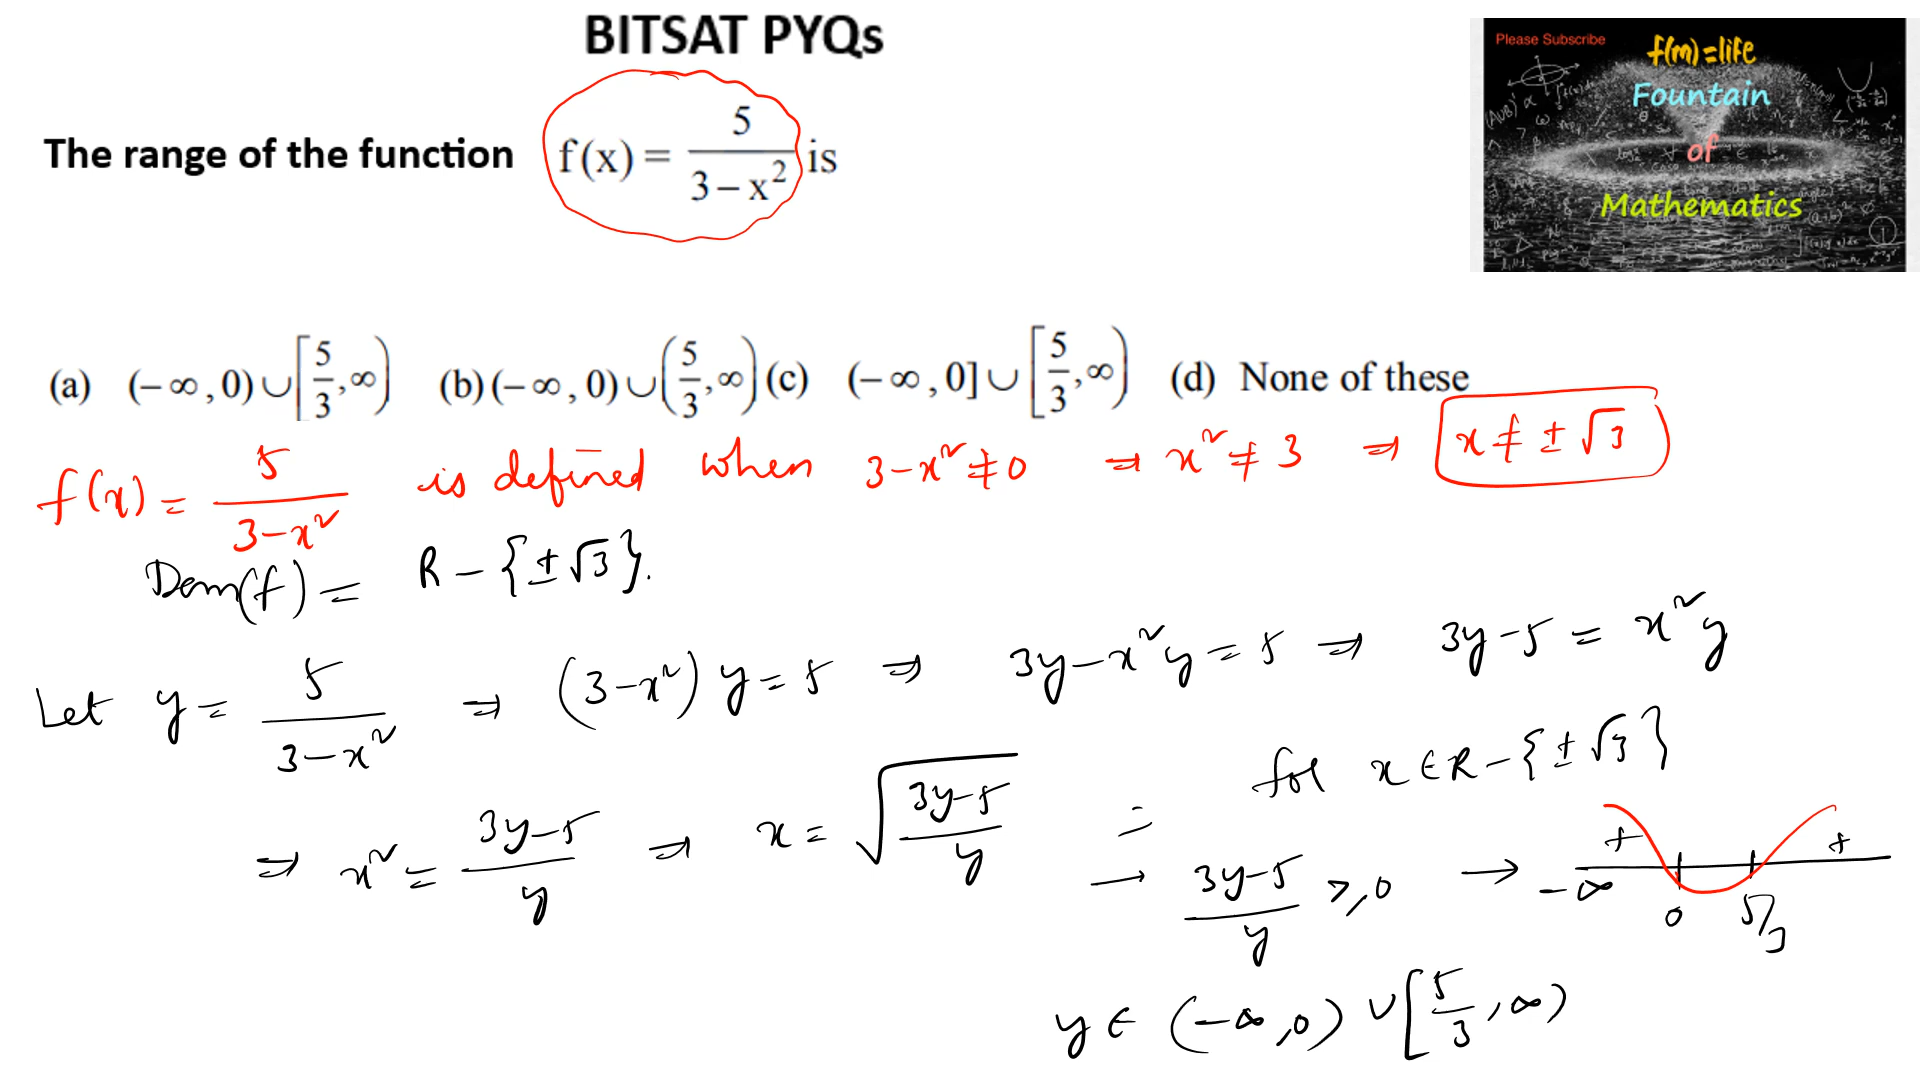 BITSAT PYQs
Please Subscribe
f(m)=life
Fountain
of
Mathematics
The range of the function f(x) = 5/(3 − x²) is
(a) (−∞, 0) ∪ [5/3, ∞) (b) (−∞, 0) ∪ (5/3, ∞) (c) (−∞, 0] ∪ [5/3, ∞) (d) None of these
f(x) = 5/(3−x²) is defined when 3−x² ≠ 0 ⇒ x² ≠ 3 ⇒ x ≠ ±√3
Dom(f) = R − {±√3}.
Let y = 5/(3−x²) ⇒ (3−x²) y = 5 ⇒ 3y−x²y = 5 ⇒ 3y−5 = x²y
for x ∈ R − {±√3}
⇒ x² = (3y−5)/y ⇒ x = √((3y−5)/y) =
→ (3y−5)/y ≥ 0 → + +
−∞ 0 5/3
y ∈ (−∞, 0) ∪ [5/3, ∞)